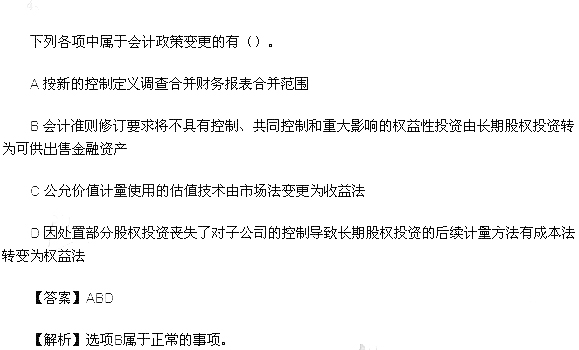 下列各项中属于会计政策变更的有（）。
A 按新的控制定义调查合并财务报表合并范围
B 会计准则修订要求将不具有控制、共同控制和重大影响的权益性投资由长期股权投资转
为可供出售金融资产
C 公允价值计量使用的估值技术由市场法变更为收益法
D 因处置部分股权投资丧失了对子公司的控制导致长期股权投资的后续计量方法有成本法
转变为权益法
【答案】ABD
【解析】选项B属于正常的事项。